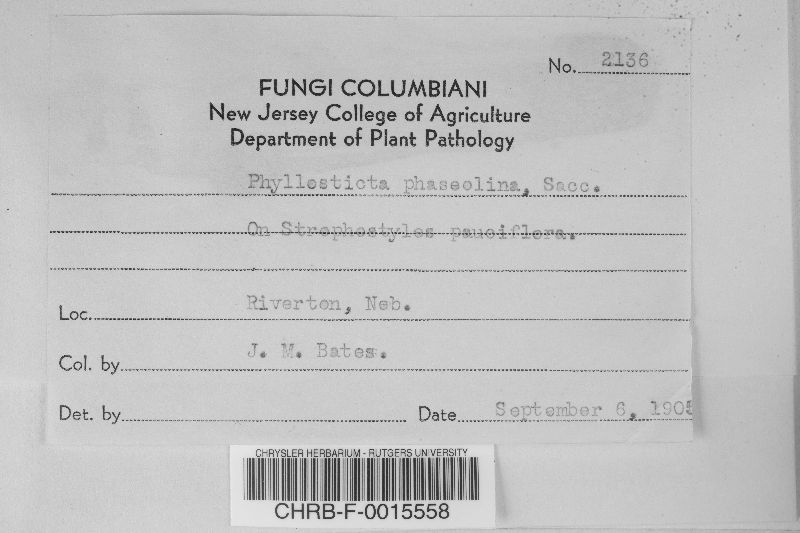 No. 2136
FUNGI COLUMBIANI
New Jersey College of Agriculture
Department of Plant Pathology
Phyllosticta phaseolina, Sacc.
On Strophostyles pauciflora.
Loc. Riverton, Neb.
Col. by J. M. Bates.
Det. by Date September 6, 1905
CHRYSLER HERBARIUM - RUTGERS UNIVERSITY
CHRB-F-0015558